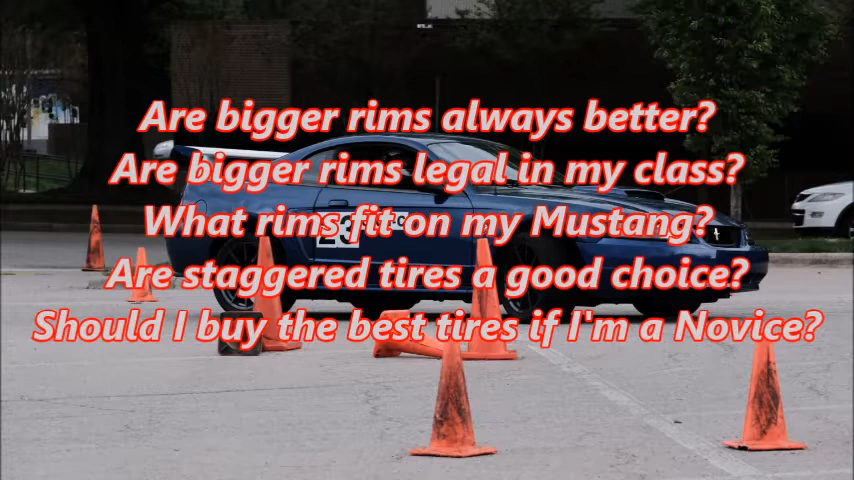 Are bigger rims always better?
Are bigger rims legal in my class?
What rims fit on my Mustang?
Are staggered tires a good choice?
Should I buy the best tires if I'm a Novice?
23